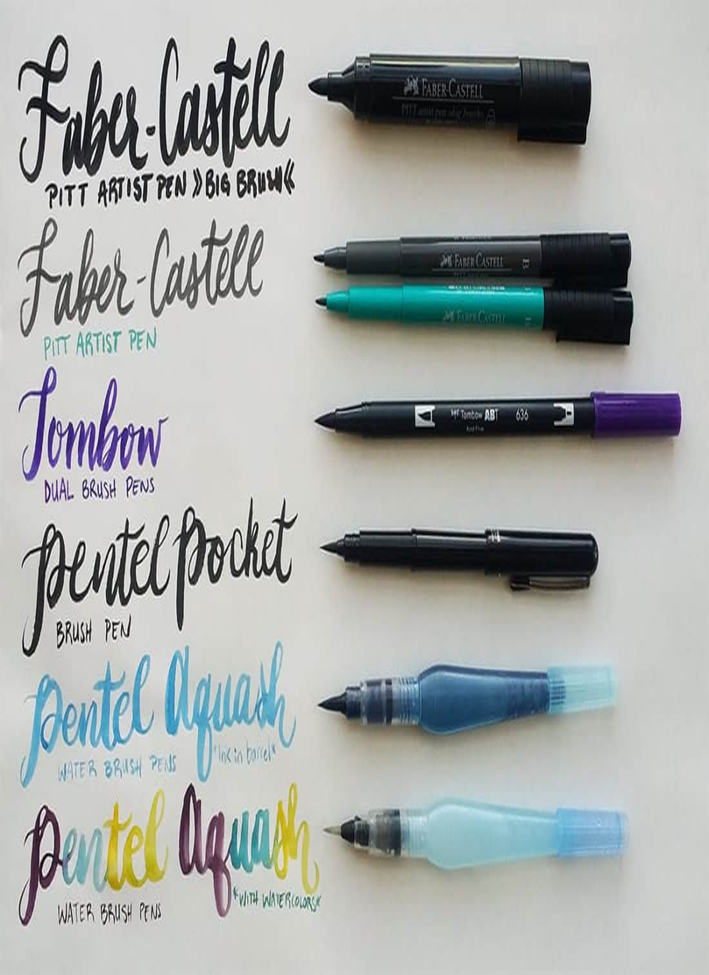 Faber-Castell
PITT ARTIST PEN »BIG BRUSH«
FABER-CASTELL
PITT artist pen
Faber-Castell
PITT ARTIST PEN
FABER-CASTELL
B
FABER-CASTELL
Tombow
DUAL BRUSH PENS
Tombow ABT 636
Pentel Pocket
BRUSH PEN
Pentel Aquash
"Ink in barrel"
WATER BRUSH PENS
Pentel Aquash
*WITH WATERCOLORS*
WATER BRUSH PENS